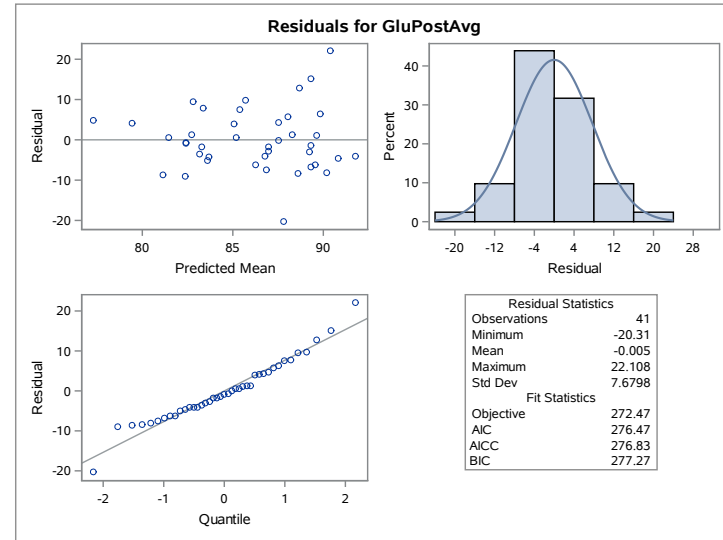 Residuals for GluPostAvg
20
10
0
-10
-20
Residual
80 85 90
Predicted Mean
40
30
20
10
0
Percent
-20 -12 -4 4 12 20 28
Residual
20
10
0
-10
-20
Residual
-2 -1 0 1 2
Quantile
Residual Statistics
Observations 41
Minimum -20.31
Mean -0.005
Maximum 22.108
Std Dev 7.6798
Fit Statistics
Objective 272.47
AIC 276.47
AICC 276.83
BIC 277.27